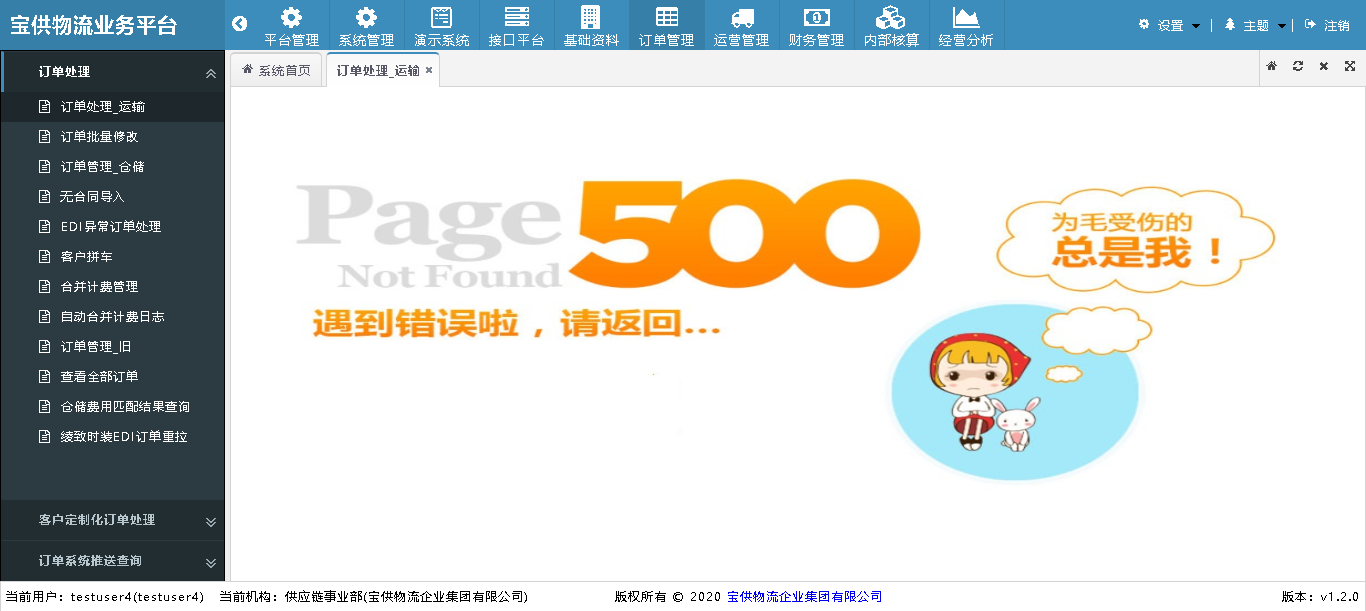 宝供物流业务平台
平台管理 系统管理 演示系统 接口平台 基础资料 订单管理 运营管理 财务管理 内部核算 经营分析
设置 | 主题 | 注销
订单处理
订单处理_运输
订单批量修改
订单管理_仓储
无合同导入
EDI异常订单处理
客户拼车
合并计费管理
自动合并计费日志
订单管理_旧
查看全部订单
仓储费用匹配结果查询
绫致时装EDI订单重拉
客户定制化订单处理
订单系统推送查询
系统首页 订单处理_运输 ×
Page 500
Not Found
遇到错误啦，请返回...
为毛受伤的
总是我！
当前用户：testuser4(testuser4) 当前机构：供应链事业部(宝供物流企业集团有限公司) 版权所有 © 2020 宝供物流企业集团有限公司 版本：v1.2.0